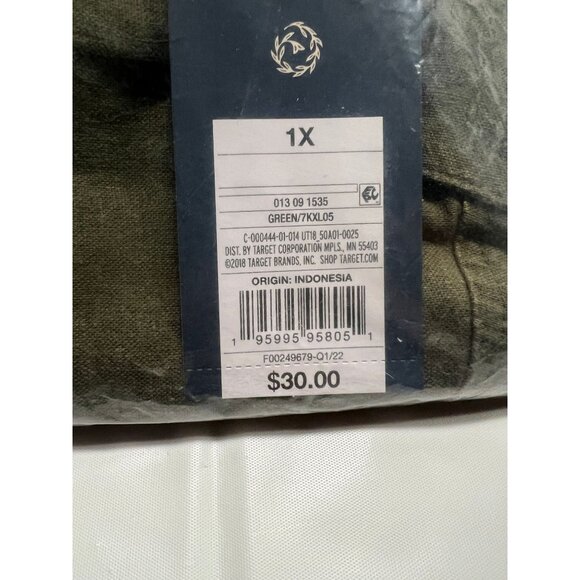 1X
013 09 1535
GREEN/7KXL05
C-000444-01-014 UT18_50A01-0025
DIST. BY TARGET CORPORATION MPLS., MN 55403
©2018 TARGET BRANDS, INC. SHOP TARGET.COM
ORIGIN: INDONESIA
1 95995 95805 1
F00249679-Q1/22
$30.00